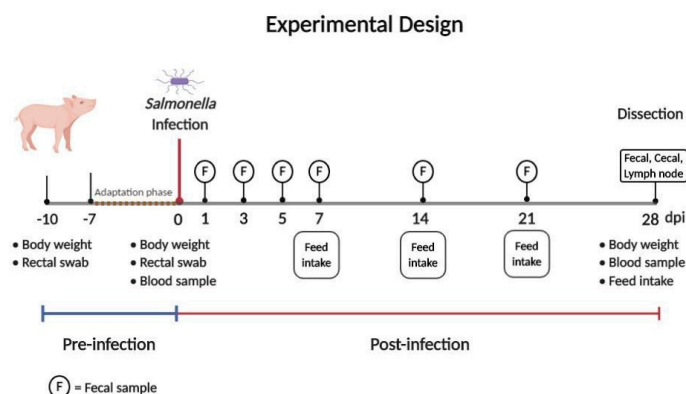 Experimental Design
Salmonella
Infection
Dissection
F
F
F
F
F
F
Fecal, Cecal,
Lymph node
Adaptation phase
-10
-7
0
1
3
5
7
14
21
28
dpi
• Body weight
• Rectal swab
• Body weight
• Rectal swab
• Blood sample
Feed
intake
Feed
intake
Feed
intake
• Body weight
• Blood sample
• Feed intake
Pre-infection
Post-infection
F = Fecal sample